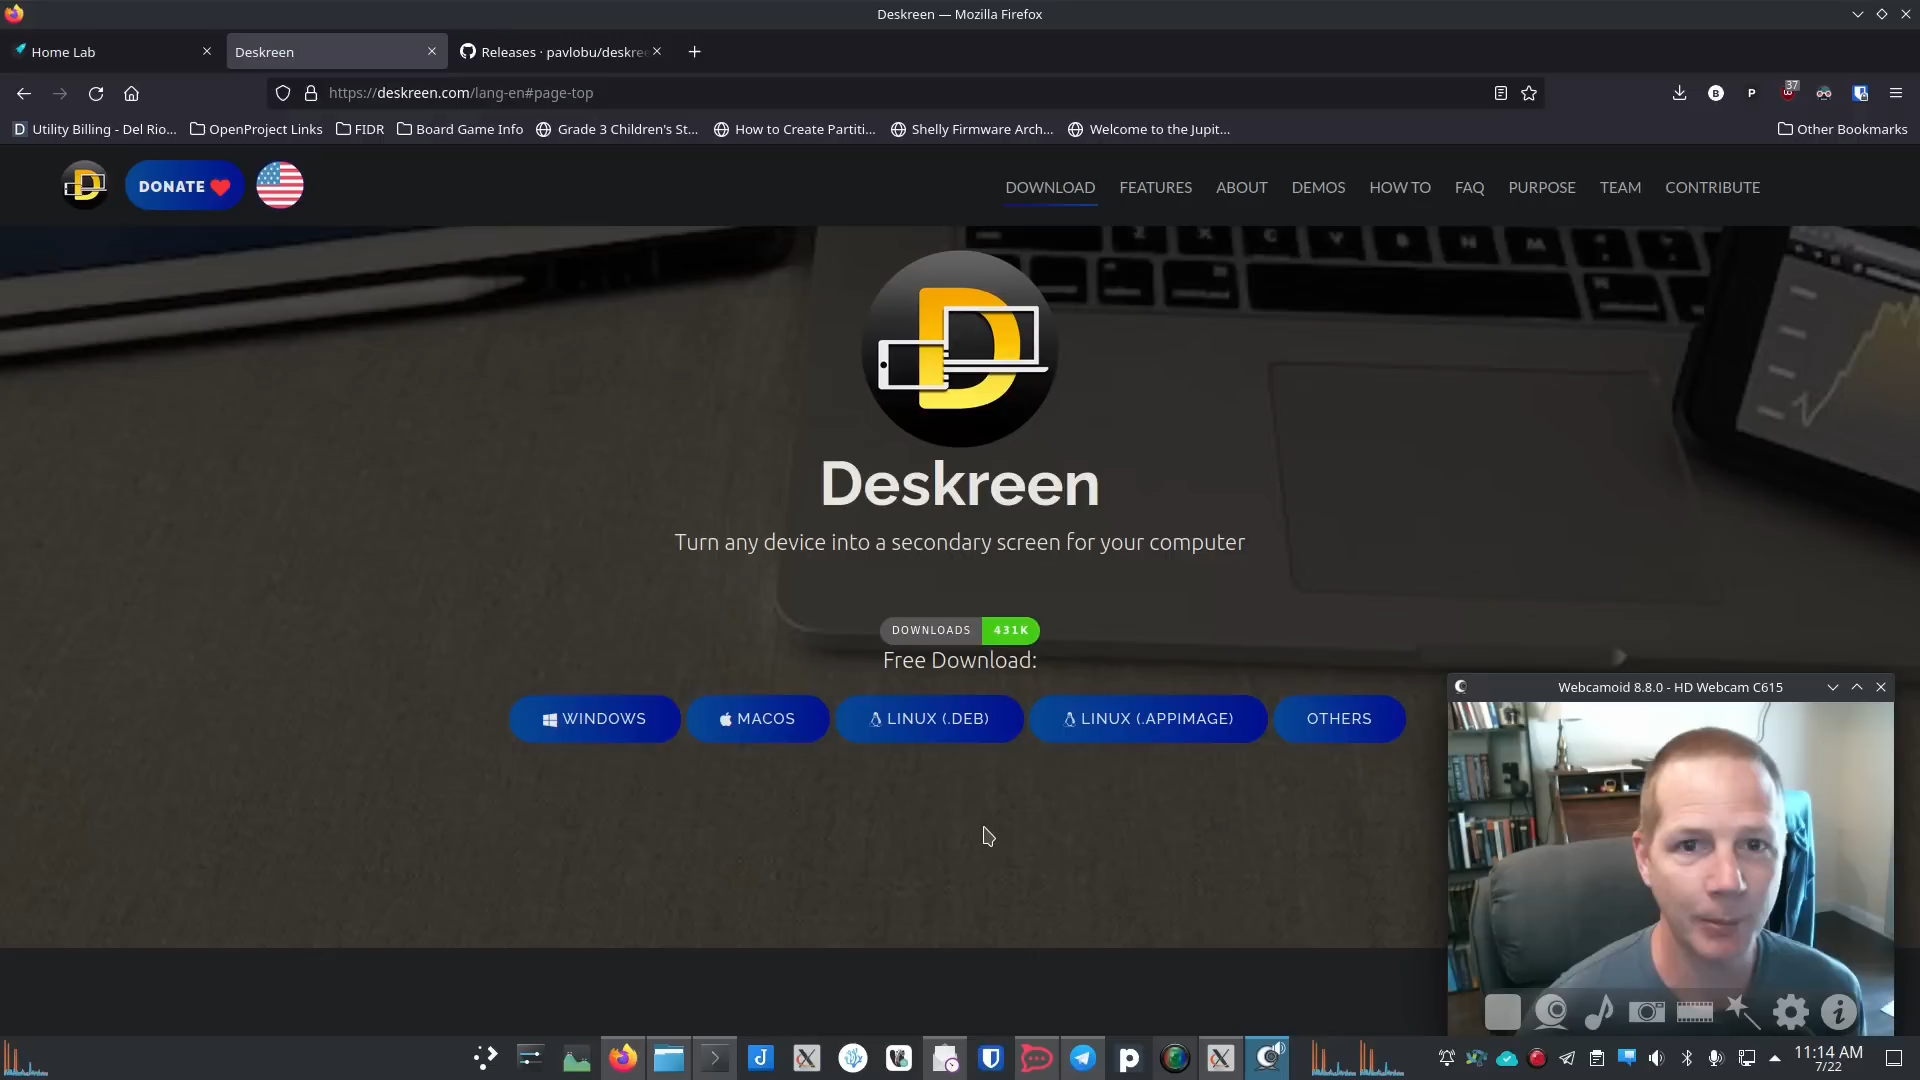 Deskreen — Mozilla Firefox
Home Lab
Deskreen
Releases · pavlobu/deskree
https://deskreen.com/lang-en#page-top
37
Utility Billing - Del Rio...
OpenProject Links
FIDR
Board Game Info
Grade 3 Children's St...
How to Create Partiti...
Shelly Firmware Arch...
Welcome to the Jupit...
Other Bookmarks
DONATE
DOWNLOAD
FEATURES
ABOUT
DEMOS
HOW TO
FAQ
PURPOSE
TEAM
CONTRIBUTE
Deskreen
Turn any device into a secondary screen for your computer
DOWNLOADS 431K
Free Download:
WINDOWS
MACOS
LINUX (.DEB)
LINUX (.APPIMAGE)
OTHERS
Webcamoid 8.8.0 - HD Webcam C615
11:14 AM
7/22